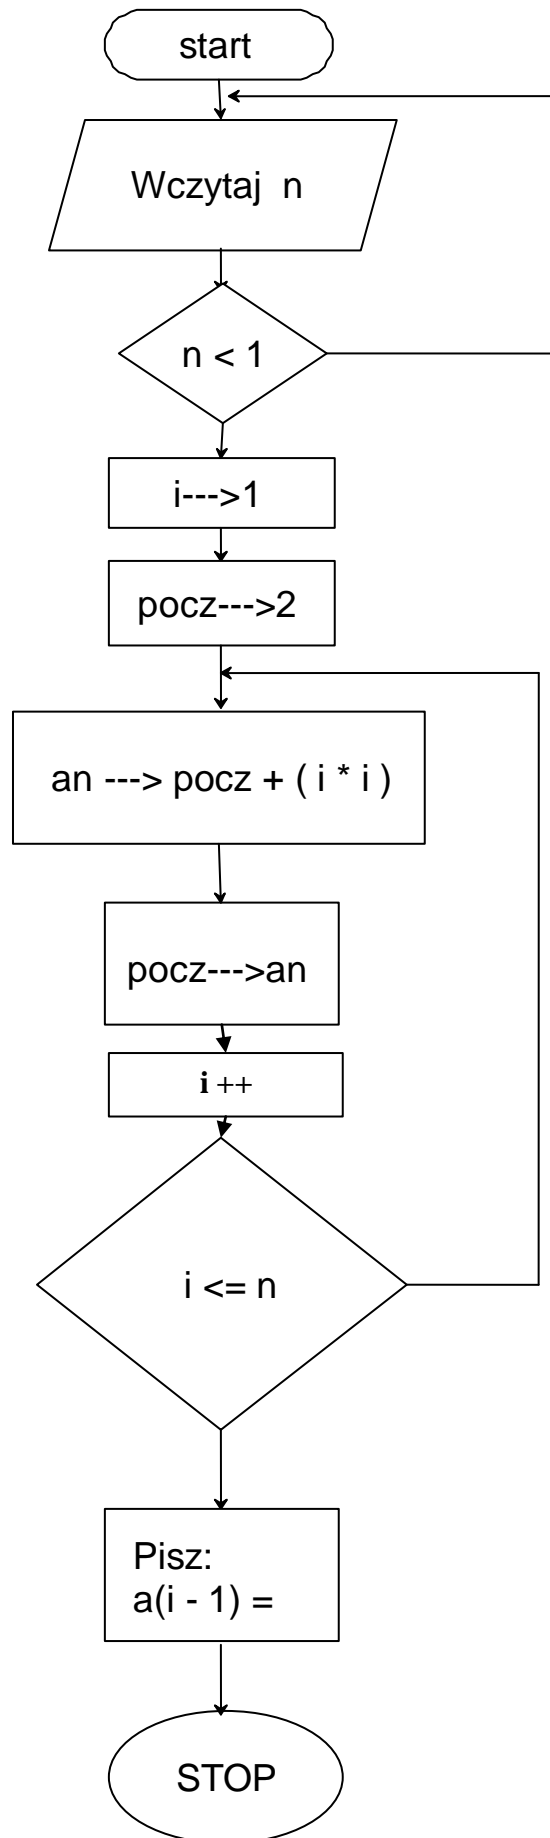 start
Wczytaj n
n < 1
i--->1
pocz--->2
an ---> pocz + ( i * i )
pocz--->an
i ++
i <= n
Pisz:
a(i - 1) =
STOP